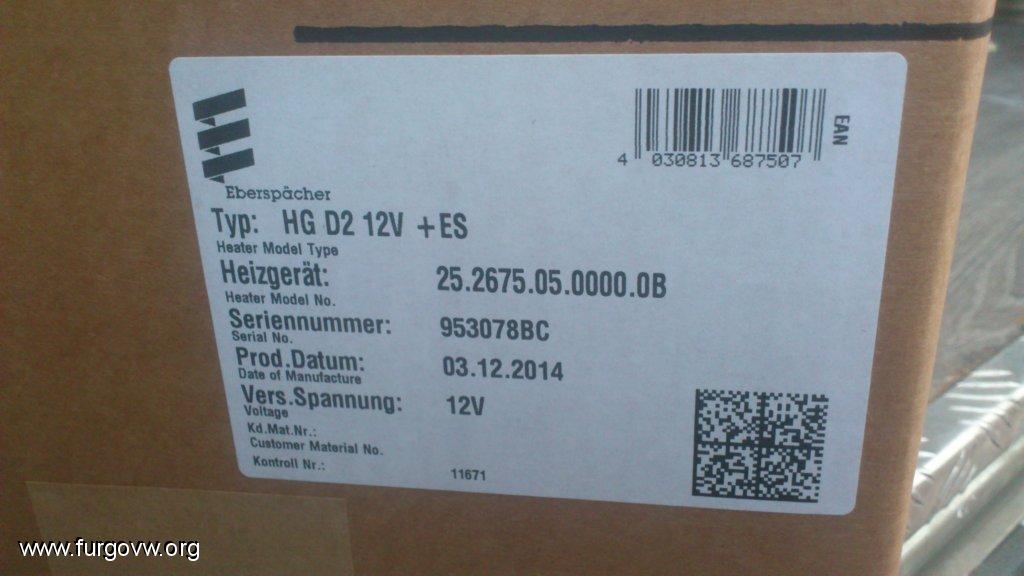 4 030813 687507
EAN
Eberspächer
Typ: HG D2 12V +ES
Heater Model Type
Heizgerät: 25.2675.05.0000.0B
Heater Model No.
Seriennummer: 953078BC
Serial No.
Prod.Datum: 03.12.2014
Date of Manufacture
Vers.Spannung: 12V
Voltage
Kd.Mat.Nr.:
Customer Material No.
Kontroll Nr.: 11671
www.furgovw.org